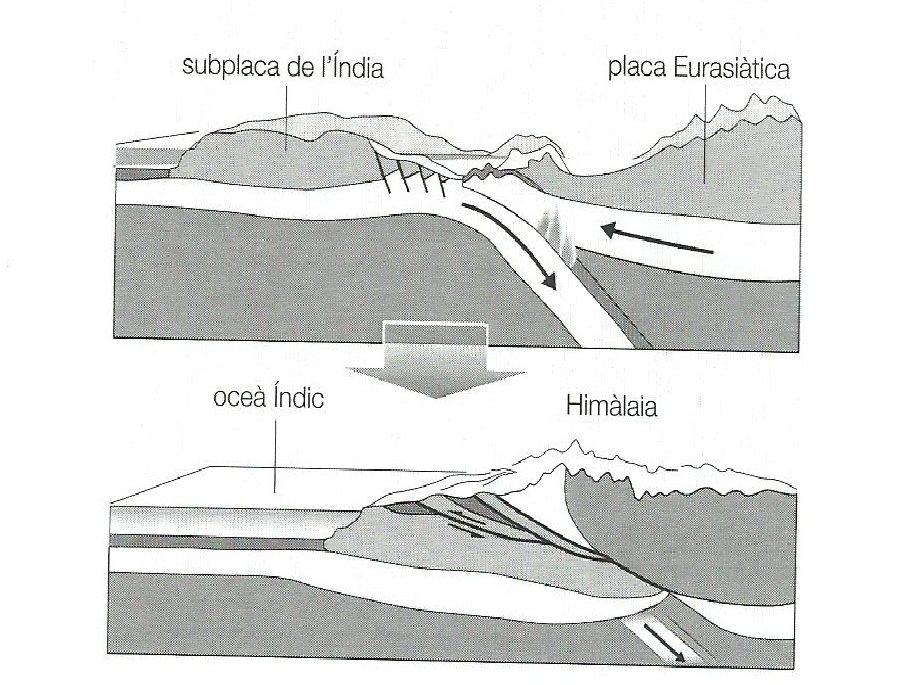 subplaca de l'Índia
placa Eurasiàtica
oceà Índic
Himàlaia